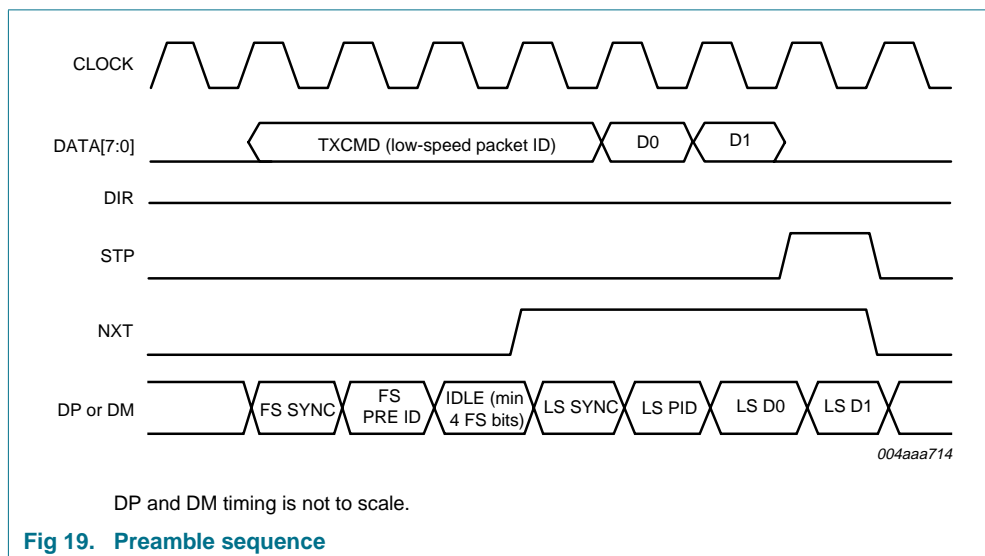 CLOCK
DATA[7:0]
TXCMD (low-speed packet ID)
D0
D1
DIR
STP
NXT
DP or DM
FS SYNC
FS
PRE ID
IDLE (min
4 FS bits)
LS SYNC
LS PID
LS D0
LS D1
004aaa714
DP and DM timing is not to scale.
Fig 19. Preamble sequence